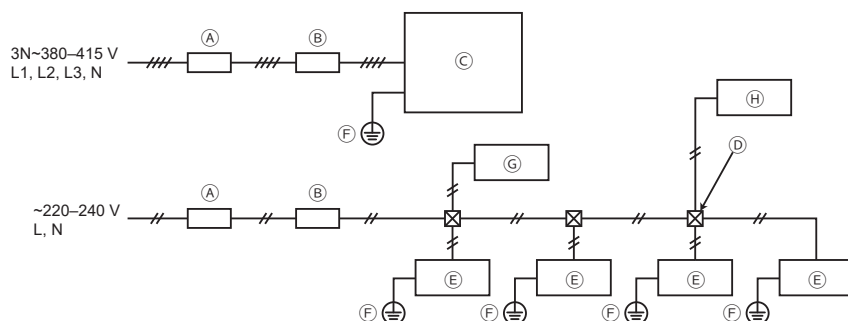 Ⓐ Ⓑ
3N~380–415 V
L1, L2, L3, N
Ⓒ
Ⓕ
Ⓗ
Ⓖ
Ⓓ
Ⓐ Ⓑ
~220–240 V
L, N
Ⓔ Ⓔ Ⓔ Ⓔ
Ⓕ Ⓕ Ⓕ Ⓕ